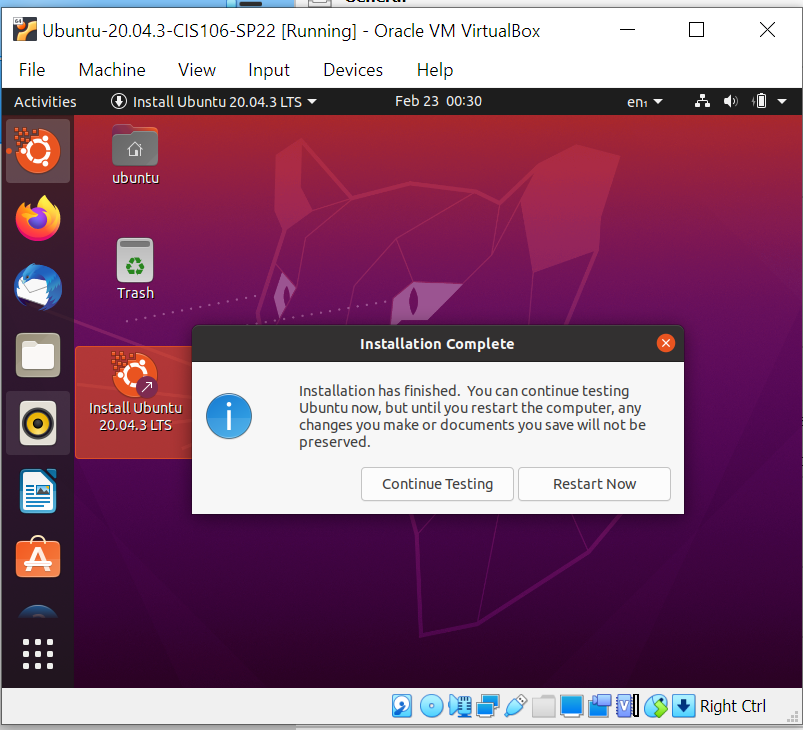 General
Ubuntu-20.04.3-CIS106-SP22 [Running] - Oracle VM VirtualBox
File Machine View Input Devices Help
Activities Install Ubuntu 20.04.3 LTS Feb 23 00:30 en₁
ubuntu
Trash
Install Ubuntu
20.04.3 LTS
Installation Complete
Installation has finished. You can continue testing
Ubuntu now, but until you restart the computer, any
changes you make or documents you save will not be
preserved.
Continue Testing Restart Now
Right Ctrl